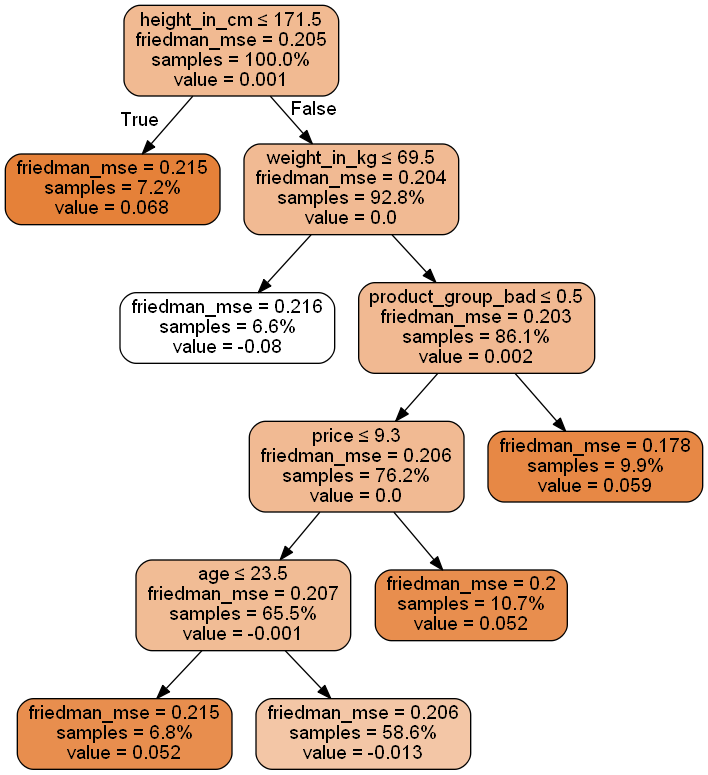 height_in_cm ≤ 171.5
friedman_mse = 0.205
samples = 100.0%
value = 0.001
True
False
friedman_mse = 0.215
samples = 7.2%
value = 0.068
weight_in_kg ≤ 69.5
friedman_mse = 0.204
samples = 92.8%
value = 0.0
friedman_mse = 0.216
samples = 6.6%
value = -0.08
product_group_bad ≤ 0.5
friedman_mse = 0.203
samples = 86.1%
value = 0.002
price ≤ 9.3
friedman_mse = 0.206
samples = 76.2%
value = 0.0
friedman_mse = 0.178
samples = 9.9%
value = 0.059
age ≤ 23.5
friedman_mse = 0.207
samples = 65.5%
value = -0.001
friedman_mse = 0.2
samples = 10.7%
value = 0.052
friedman_mse = 0.215
samples = 6.8%
value = 0.052
friedman_mse = 0.206
samples = 58.6%
value = -0.013